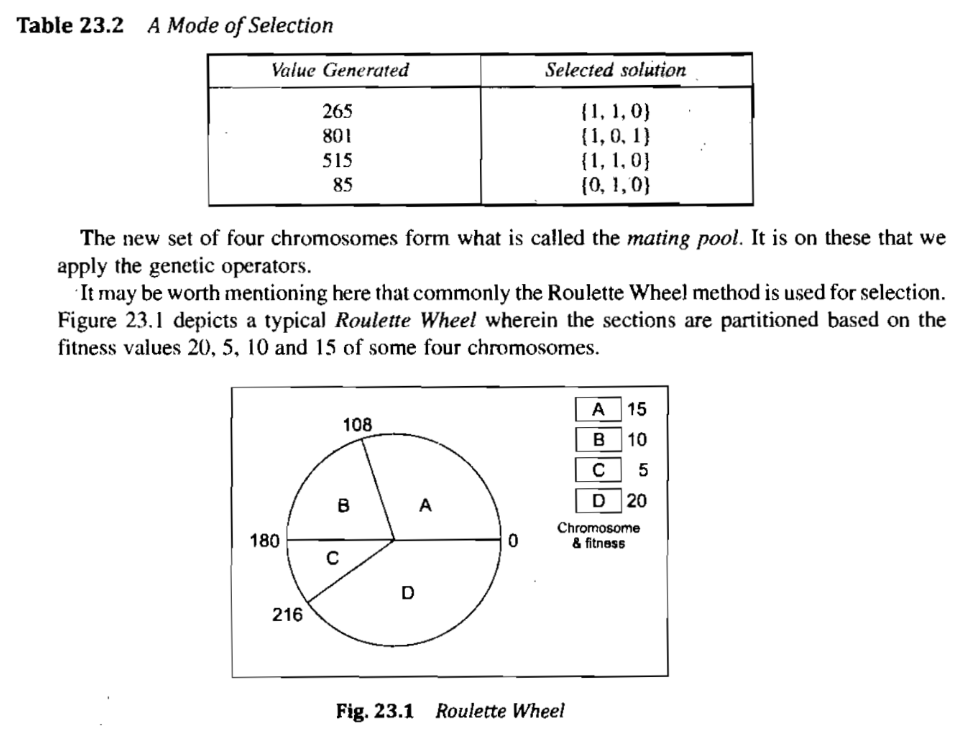 Table 23.2 A Mode of Selection
Value Generated Selected solution
265 {1, 1, 0}
801 {1, 0, 1}
515 {1, 1, 0}
85 {0, 1, 0}
The new set of four chromosomes form what is called the mating pool. It is on these that we
apply the genetic operators.
It may be worth mentioning here that commonly the Roulette Wheel method is used for selection.
Figure 23.1 depicts a typical Roulette Wheel wherein the sections are partitioned based on the
fitness values 20, 5, 10 and 15 of some four chromosomes.
108
B
A
180
0
C
D
216
A 15
B 10
C 5
D 20
Chromosome
& fitness
Fig. 23.1 Roulette Wheel